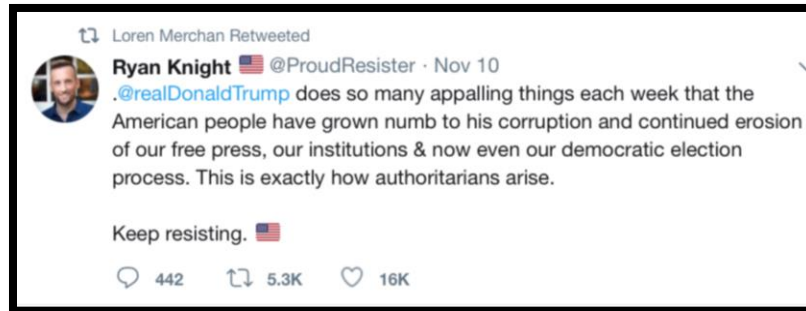 Loren Merchan Retweeted
Ryan Knight 🇺🇸 @ProudResister · Nov 10
.@realDonaldTrump does so many appalling things each week that the
American people have grown numb to his corruption and continued erosion
of our free press, our institutions & now even our democratic election
process. This is exactly how authoritarians arise.
Keep resisting. 🇺🇸
442 5.3K 16K